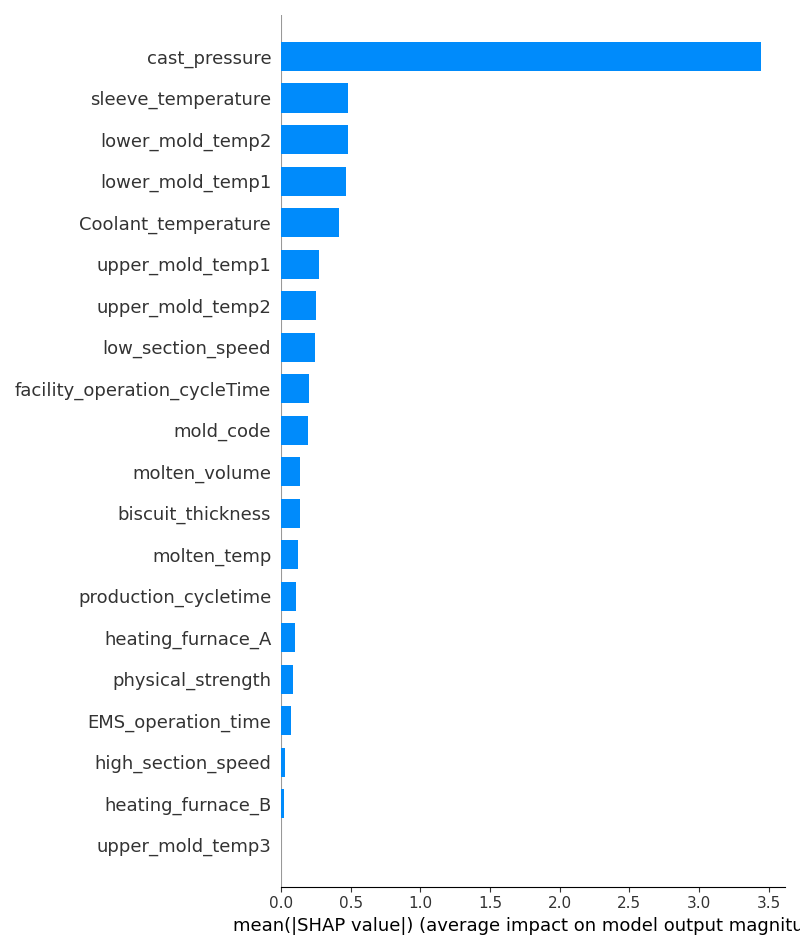 cast_pressure
sleeve_temperature
lower_mold_temp2
lower_mold_temp1
Coolant_temperature
upper_mold_temp1
upper_mold_temp2
low_section_speed
facility_operation_cycleTime
mold_code
molten_volume
biscuit_thickness
molten_temp
production_cycletime
heating_furnace_A
physical_strength
EMS_operation_time
high_section_speed
heating_furnace_B
upper_mold_temp3
0.0 0.5 1.0 1.5 2.0 2.5 3.0 3.5
mean(|SHAP value|) (average impact on model output magnitu